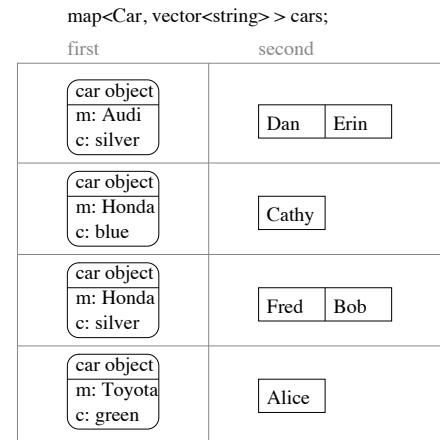 map<Car, vector<string> > cars;
first second
car object
m: Audi
c: silver
Dan Erin
car object
m: Honda
c: blue
Cathy
car object
m: Honda
c: silver
Fred Bob
car object
m: Toyota
c: green
Alice